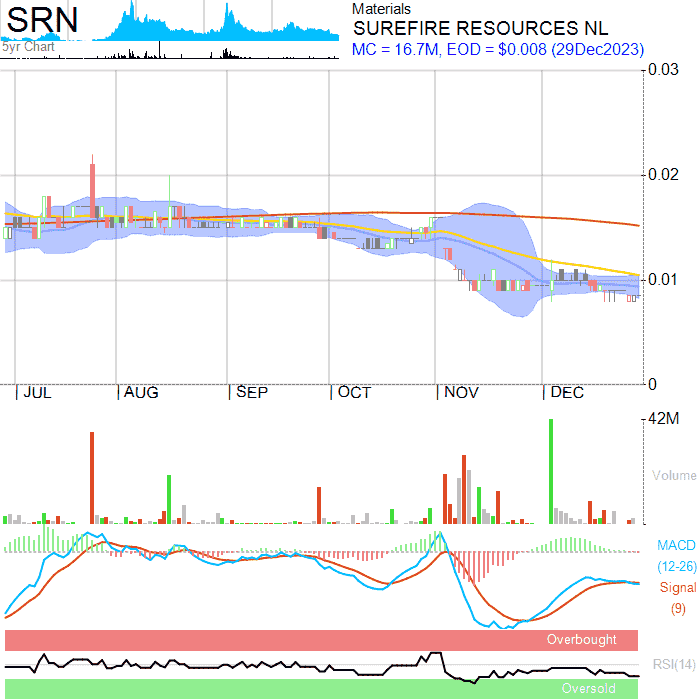 SRN
5yr Chart
Materials
SUREFIRE RESOURCES NL
MC = 16.7M, EOD = $0.008 (29Dec2023)
0.03
0.02
0.01
0
JUL AUG SEP OCT NOV DEC
42M
Volume
MACD
(12-26)
Signal
(9)
Overbought
RSI(14)
Oversold